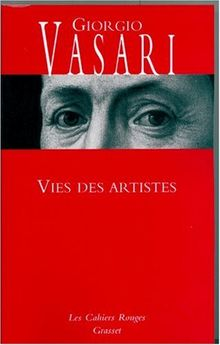 GIORGIO
VASARI
VIES DES ARTISTES
Les Cahiers Rouges
Grasset